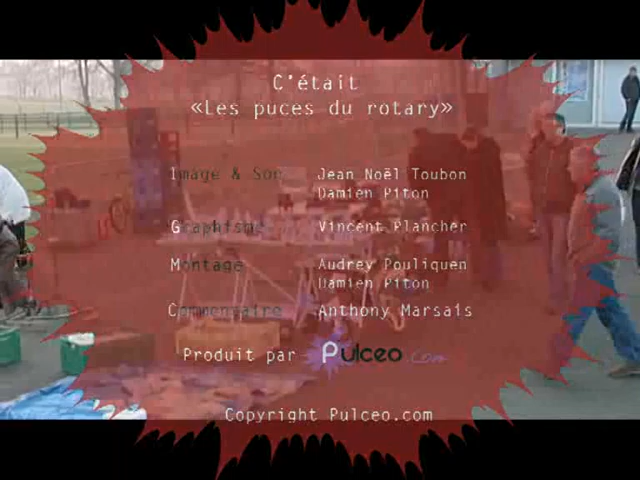 C'était
«Les puces du rotary»
Image & Son Jean Noël Toubon
Damien Piton
Graphisme Vincent Plancher
Montage Audrey Pouliquen
Damien Piton
Commentaire Anthony Marsais
Produit par Pulceo.com
Copyright Pulceo.com